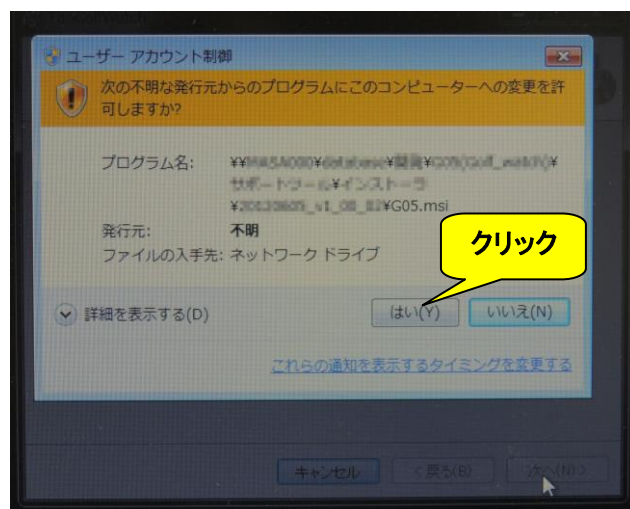 ユーザー アカウント制御
次の不明な発行元からのプログラムにこのコンピューターへの変更を許
可しますか?
プログラム名:
G05.msi
発行元: 不明
ファイルの入手先: ネットワーク ドライブ
クリック
詳細を表示する(D)
はい(Y) いいえ(N)
これらの通知を表示するタイミングを変更する
キャンセル < 戻る(B) 次へ(N) >